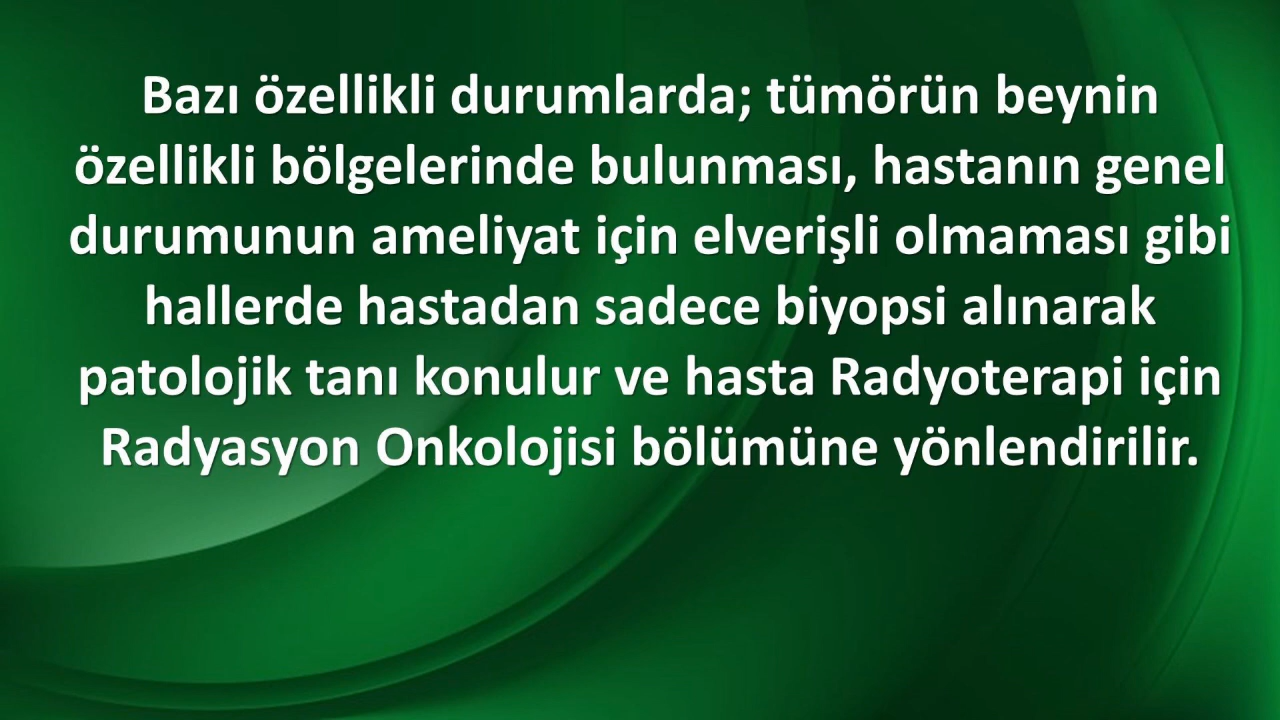 Bazı özellikli durumlarda; tümörün beynin
özellikli bölgelerinde bulunması, hastanın genel
durumunun ameliyat için elverişli olmaması gibi
hallerde hastadan sadece biyopsi alınarak
patolojik tanı konulur ve hasta Radyoterapi için
Radyasyon Onkolojisi bölümüne yönlendirilir.